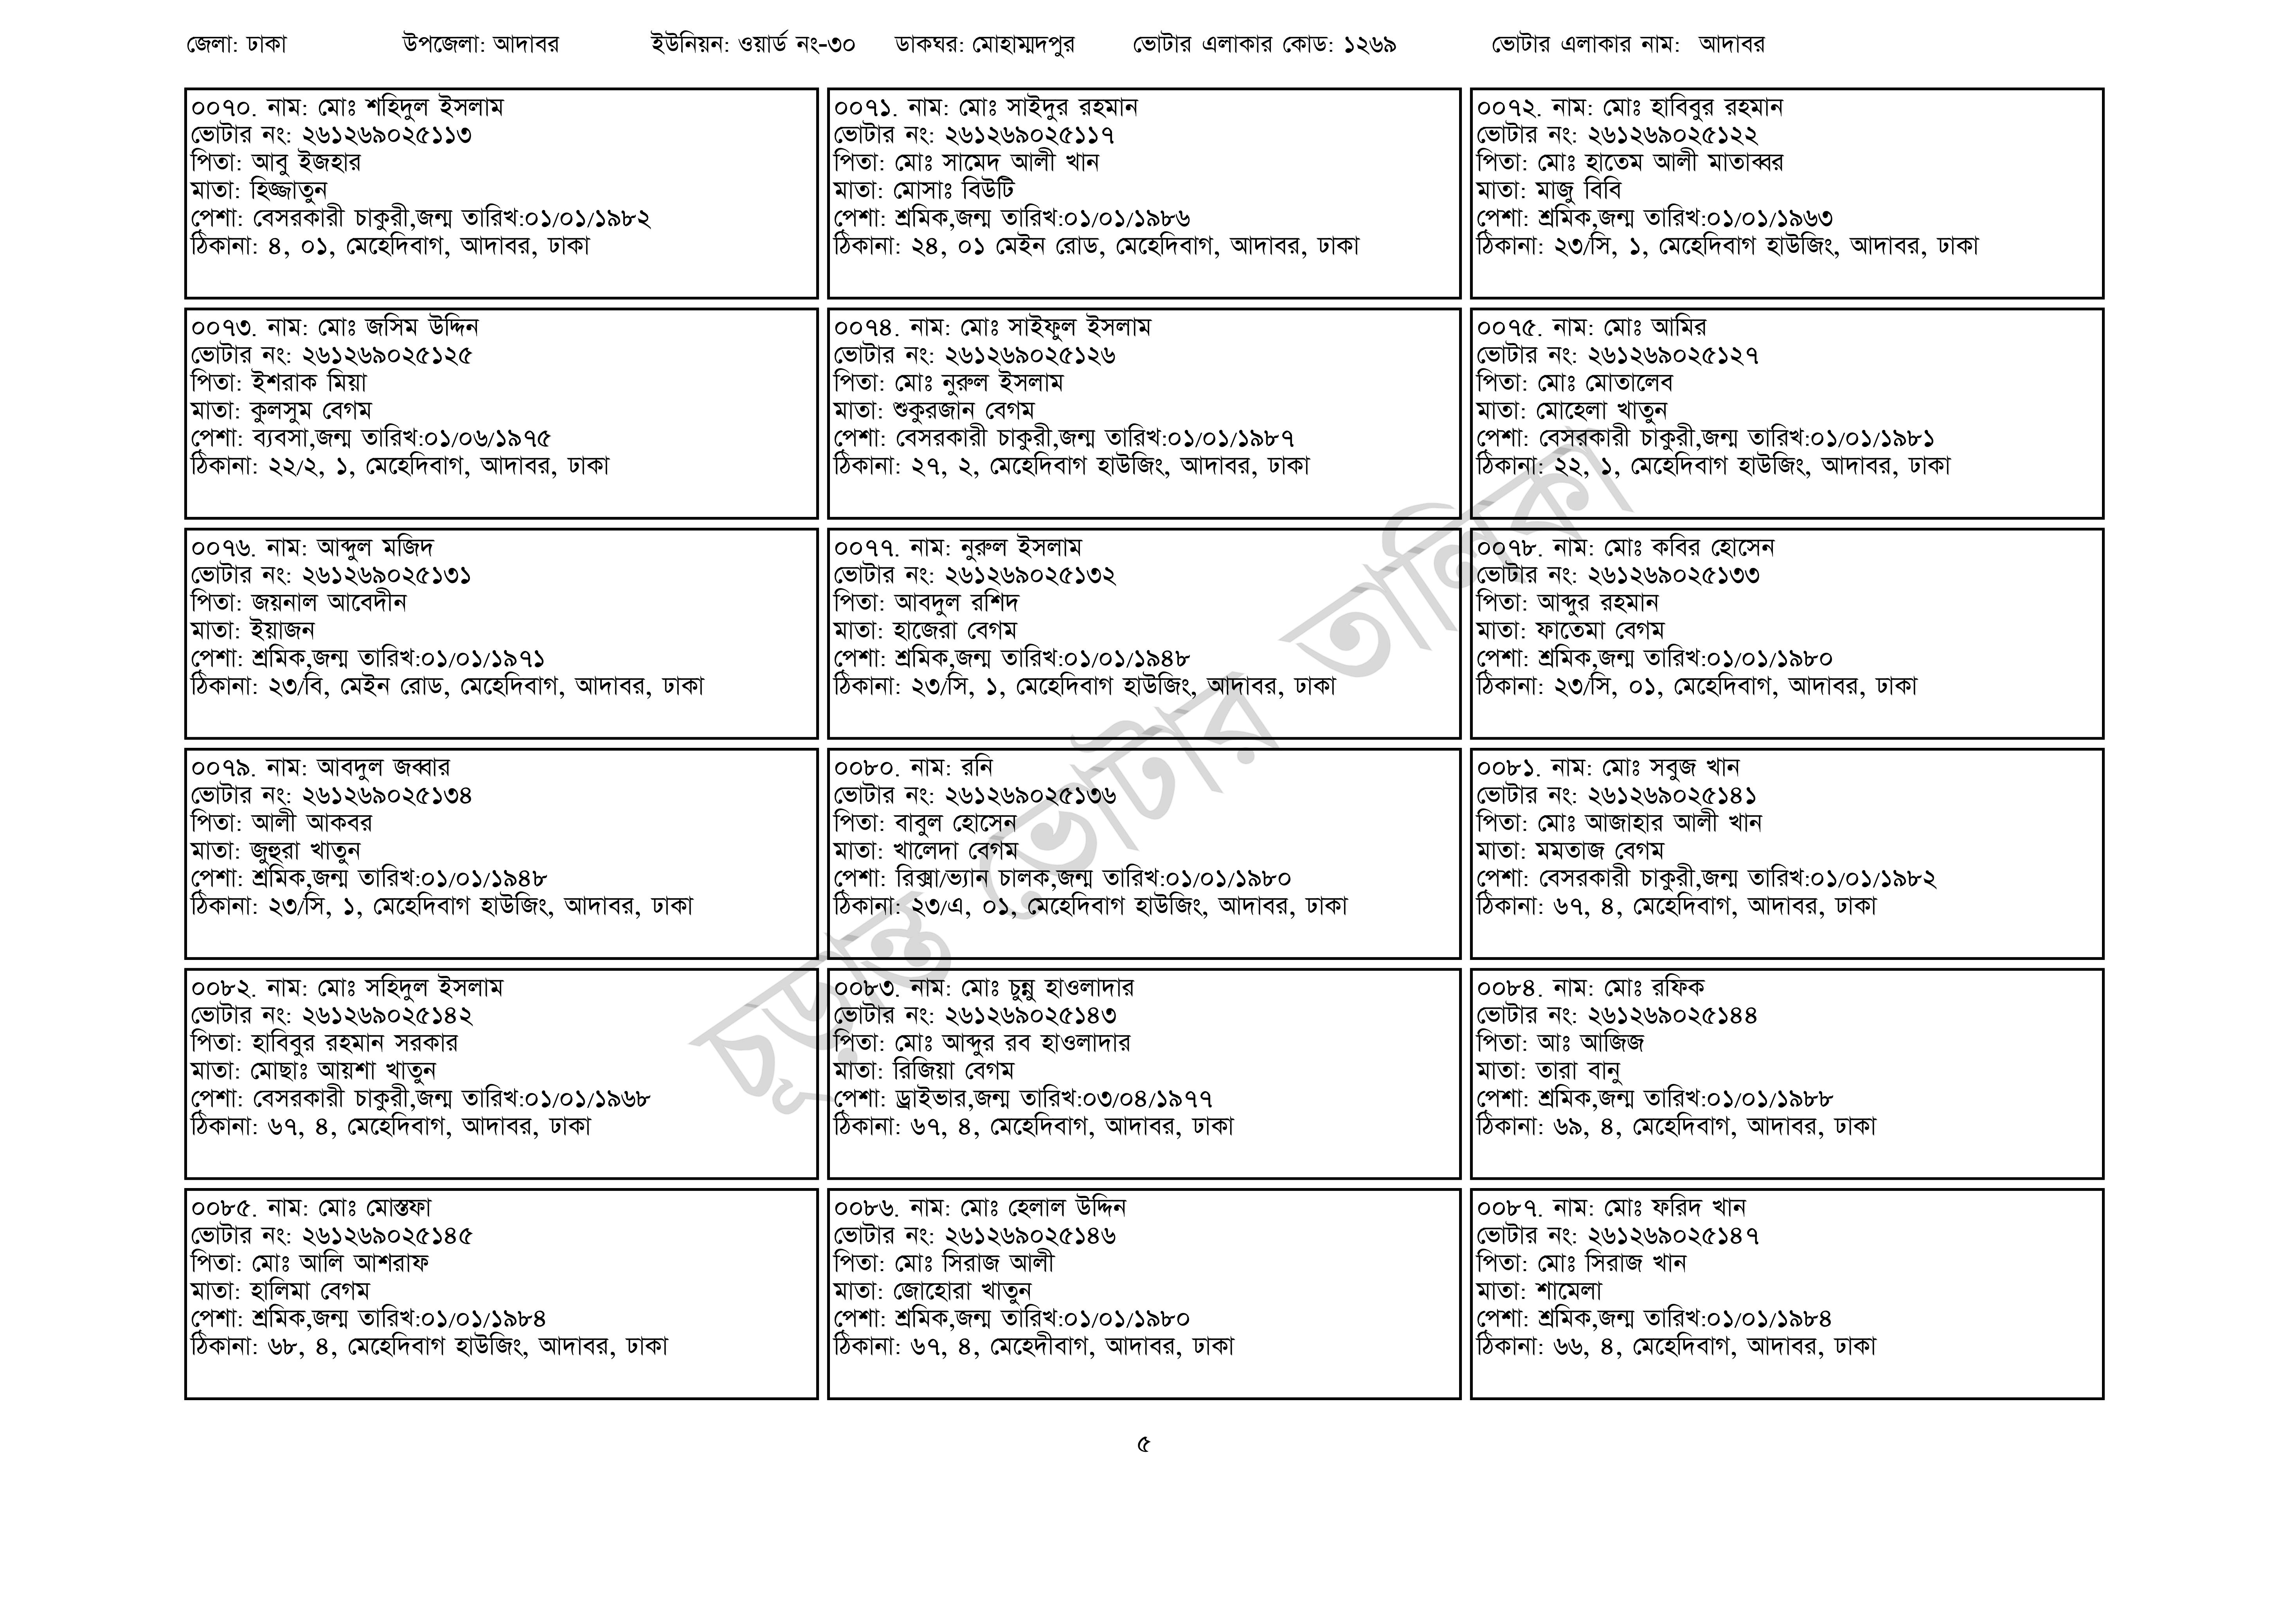 জেলা: ঢাকা উপজেলা: আদাবর ইউনিয়ন: ওয়ার্ড নং-৩০ ডাকঘর: মোহাম্মদপুর ভোটার এলাকার কোড: ১২৬৯ ভোটার এলাকার নাম: আদাবর
০০৭০. নাম: মোঃ শহিদুল ইসলাম
ভোটার নং: ২৬১২৬৯০২৫১১৩
পিতা: আবু ইজহার
মাতা: হিজ্জাতুন
পেশা: বেসরকারী চাকুরী,জন্ম তারিখ:০১/০১/১৯৮২
ঠিকানা: ৪, ০১, মেহেদিবাগ, আদাবর, ঢাকা
০০৭১. নাম: মোঃ সাইদুর রহমান
ভোটার নং: ২৬১২৬৯০২৫১১৭
পিতা: মোঃ সামেদ আলী খান
মাতা: মোসাঃ বিউটি
পেশা: শ্রমিক,জন্ম তারিখ:০১/০১/১৯৮৬
ঠিকানা: ২৪, ০১ মেইন রোড, মেহেদিবাগ, আদাবর, ঢাকা
০০৭২. নাম: মোঃ হাবিবুর রহমান
ভোটার নং: ২৬১২৬৯০২৫১২২
পিতা: মোঃ হাতেম আলী মাতাব্বর
মাতা: মাজু বিবি
পেশা: শ্রমিক,জন্ম তারিখ:০১/০১/১৯৬৩
ঠিকানা: ২৩/সি, ১, মেহেদিবাগ হাউজিং, আদাবর, ঢাকা
০০৭৩. নাম: মোঃ জসিম উদ্দিন
ভোটার নং: ২৬১২৬৯০২৫১২৫
পিতা: ইশরাক মিয়া
মাতা: কুলসুম বেগম
পেশা: ব্যবসা,জন্ম তারিখ:০১/০৬/১৯৭৫
ঠিকানা: ২২/২, ১, মেহেদিবাগ, আদাবর, ঢাকা
০০৭৪. নাম: মোঃ সাইফুল ইসলাম
ভোটার নং: ২৬১২৬৯০২৫১২৬
পিতা: মোঃ নুরুল ইসলাম
মাতা: শুকুরজান বেগম
পেশা: বেসরকারী চাকুরী,জন্ম তারিখ:০১/০১/১৯৮৭
ঠিকানা: ২৭, ২, মেহেদিবাগ হাউজিং, আদাবর, ঢাকা
০০৭৫. নাম: মোঃ আমির
ভোটার নং: ২৬১২৬৯০২৫১২৭
পিতা: মোঃ মোতালেব
মাতা: মোহেলা খাতুন
পেশা: বেসরকারী চাকুরী,জন্ম তারিখ:০১/০১/১৯৮১
ঠিকানা: ২২, ১, মেহেদিবাগ হাউজিং, আদাবর, ঢাকা
০০৭৬. নাম: আব্দুল মজিদ
ভোটার নং: ২৬১২৬৯০২৫১৩১
পিতা: জয়নাল আবেদীন
মাতা: ইয়াজন
পেশা: শ্রমিক,জন্ম তারিখ:০১/০১/১৯৭১
ঠিকানা: ২৩/বি, মেইন রোড, মেহেদিবাগ, আদাবর, ঢাকা
০০৭৭. নাম: নুরুল ইসলাম
ভোটার নং: ২৬১২৬৯০২৫১৩২
পিতা: আবদুল রশিদ
মাতা: হাজেরা বেগম
পেশা: শ্রমিক,জন্ম তারিখ:০১/০১/১৯৪৮
ঠিকানা: ২৩/সি, ১, মেহেদিবাগ হাউজিং, আদাবর, ঢাকা
০০৭৮. নাম: মোঃ কবির হোসেন
ভোটার নং: ২৬১২৬৯০২৫১৩৩
পিতা: আব্দুর রহমান
মাতা: ফাতেমা বেগম
পেশা: শ্রমিক,জন্ম তারিখ:০১/০১/১৯৮০
ঠিকানা: ২৩/সি, ০১, মেহেদিবাগ, আদাবর, ঢাকা
০০৭৯. নাম: আবদুল জব্বার
ভোটার নং: ২৬১২৬৯০২৫১৩৪
পিতা: আলী আকবর
মাতা: জুহুরা খাতুন
পেশা: শ্রমিক,জন্ম তারিখ:০১/০১/১৯৪৮
ঠিকানা: ২৩/সি, ১, মেহেদিবাগ হাউজিং, আদাবর, ঢাকা
০০৮০. নাম: রনি
ভোটার নং: ২৬১২৬৯০২৫১৩৬
পিতা: বাবুল হোসেন
মাতা: খালেদা বেগম
পেশা: রিক্সা/ভ্যান চালক,জন্ম তারিখ:০১/০১/১৯৮০
ঠিকানা: ২৩/এ, ০১, মেহেদিবাগ হাউজিং, আদাবর, ঢাকা
০০৮১. নাম: মোঃ সবুজ খান
ভোটার নং: ২৬১২৬৯০২৫১৪১
পিতা: মোঃ আজাহার আলী খান
মাতা: মমতাজ বেগম
পেশা: বেসরকারী চাকুরী,জন্ম তারিখ:০১/০১/১৯৮২
ঠিকানা: ৬৭, ৪, মেহেদিবাগ, আদাবর, ঢাকা
০০৮২. নাম: মোঃ সহিদুল ইসলাম
ভোটার নং: ২৬১২৬৯০২৫১৪২
পিতা: হাবিবুর রহমান সরকার
মাতা: মোছাঃ আয়শা খাতুন
পেশা: বেসরকারী চাকুরী,জন্ম তারিখ:০১/০১/১৯৬৮
ঠিকানা: ৬৭, ৪, মেহেদিবাগ, আদাবর, ঢাকা
০০৮৩. নাম: মোঃ চুন্নু হাওলাদার
ভোটার নং: ২৬১২৬৯০২৫১৪৩
পিতা: মোঃ আব্দুর রব হাওলাদার
মাতা: রিজিয়া বেগম
পেশা: ড্রাইভার,জন্ম তারিখ:০৩/০৪/১৯৭৭
ঠিকানা: ৬৭, ৪, মেহেদিবাগ, আদাবর, ঢাকা
০০৮৪. নাম: মোঃ রফিক
ভোটার নং: ২৬১২৬৯০২৫১৪৪
পিতা: আঃ আজিজ
মাতা: তারা বানু
পেশা: শ্রমিক,জন্ম তারিখ:০১/০১/১৯৮৮
ঠিকানা: ৬৯, ৪, মেহেদিবাগ, আদাবর, ঢাকা
০০৮৫. নাম: মোঃ মোস্তফা
ভোটার নং: ২৬১২৬৯০২৫১৪৫
পিতা: মোঃ আলি আশরাফ
মাতা: হালিমা বেগম
পেশা: শ্রমিক,জন্ম তারিখ:০১/০১/১৯৮৪
ঠিকানা: ৬৮, ৪, মেহেদিবাগ হাউজিং, আদাবর, ঢাকা
০০৮৬. নাম: মোঃ হেলাল উদ্দিন
ভোটার নং: ২৬১২৬৯০২৫১৪৬
পিতা: মোঃ সিরাজ আলী
মাতা: জোহোরা খাতুন
পেশা: শ্রমিক,জন্ম তারিখ:০১/০১/১৯৮০
ঠিকানা: ৬৭, ৪, মেহেদীবাগ, আদাবর, ঢাকা
০০৮৭. নাম: মোঃ ফরিদ খান
ভোটার নং: ২৬১২৬৯০২৫১৪৭
পিতা: মোঃ সিরাজ খান
মাতা: শামেলা
পেশা: শ্রমিক,জন্ম তারিখ:০১/০১/১৯৮৪
ঠিকানা: ৬৬, ৪, মেহেদিবাগ, আদাবর, ঢাকা
চূড়ান্ত ভোটার তালিকা
৫